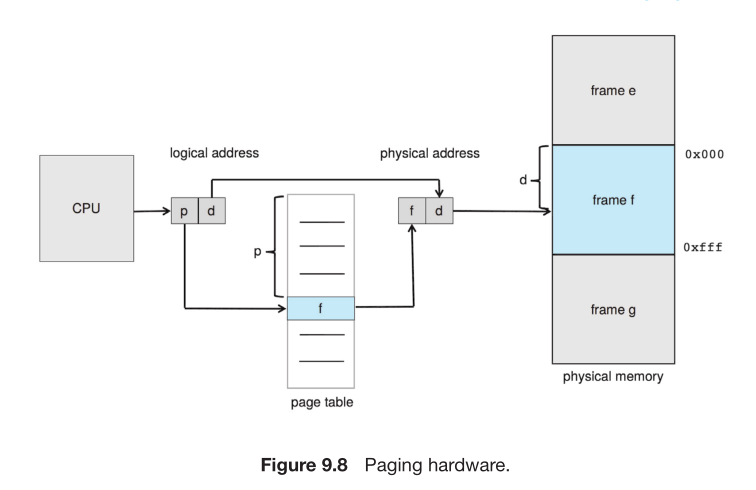 frame e
logical address
physical address
0x000
CPU
p d
f d
d
frame f
p
0xfff
f
frame g
physical memory
page table
Figure 9.8 Paging hardware.